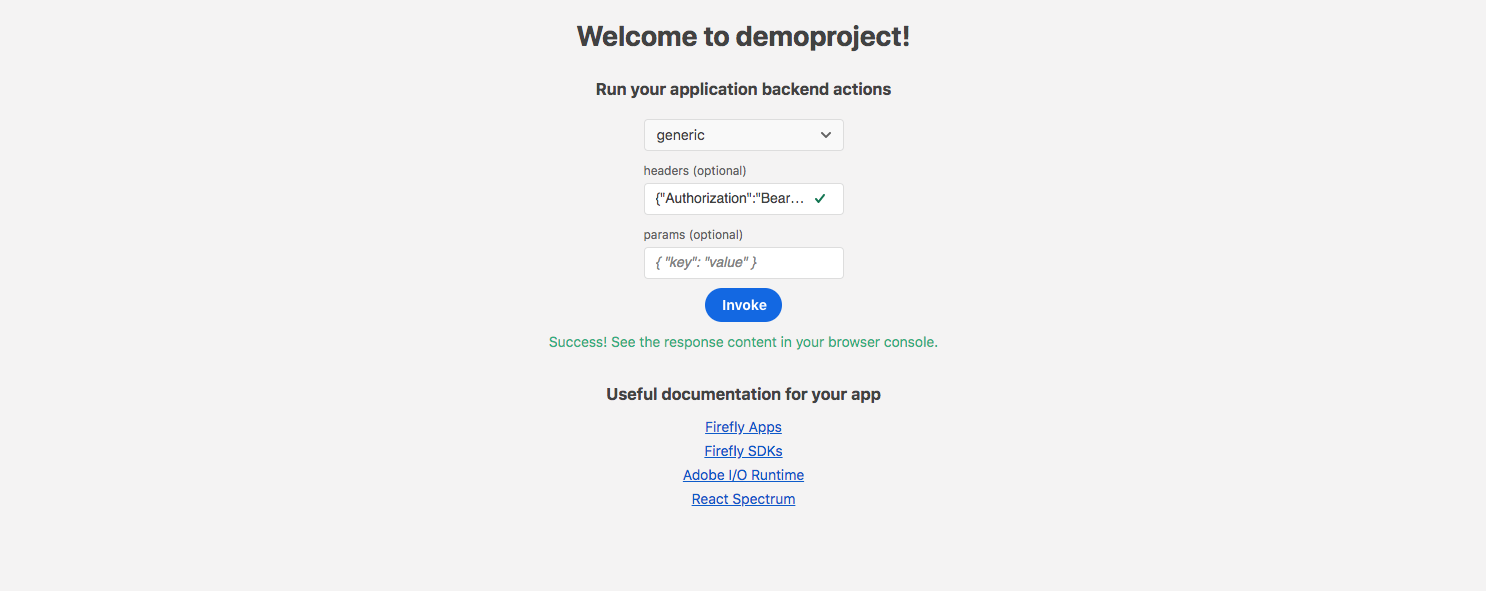 Welcome to demoproject!
Run your application backend actions
generic
headers (optional)
{"Authorization":"Bear...
params (optional)
{ "key": "value" }
Invoke
Success! See the response content in your browser console.
Useful documentation for your app
Firefly Apps
Firefly SDKs
Adobe I/O Runtime
React Spectrum